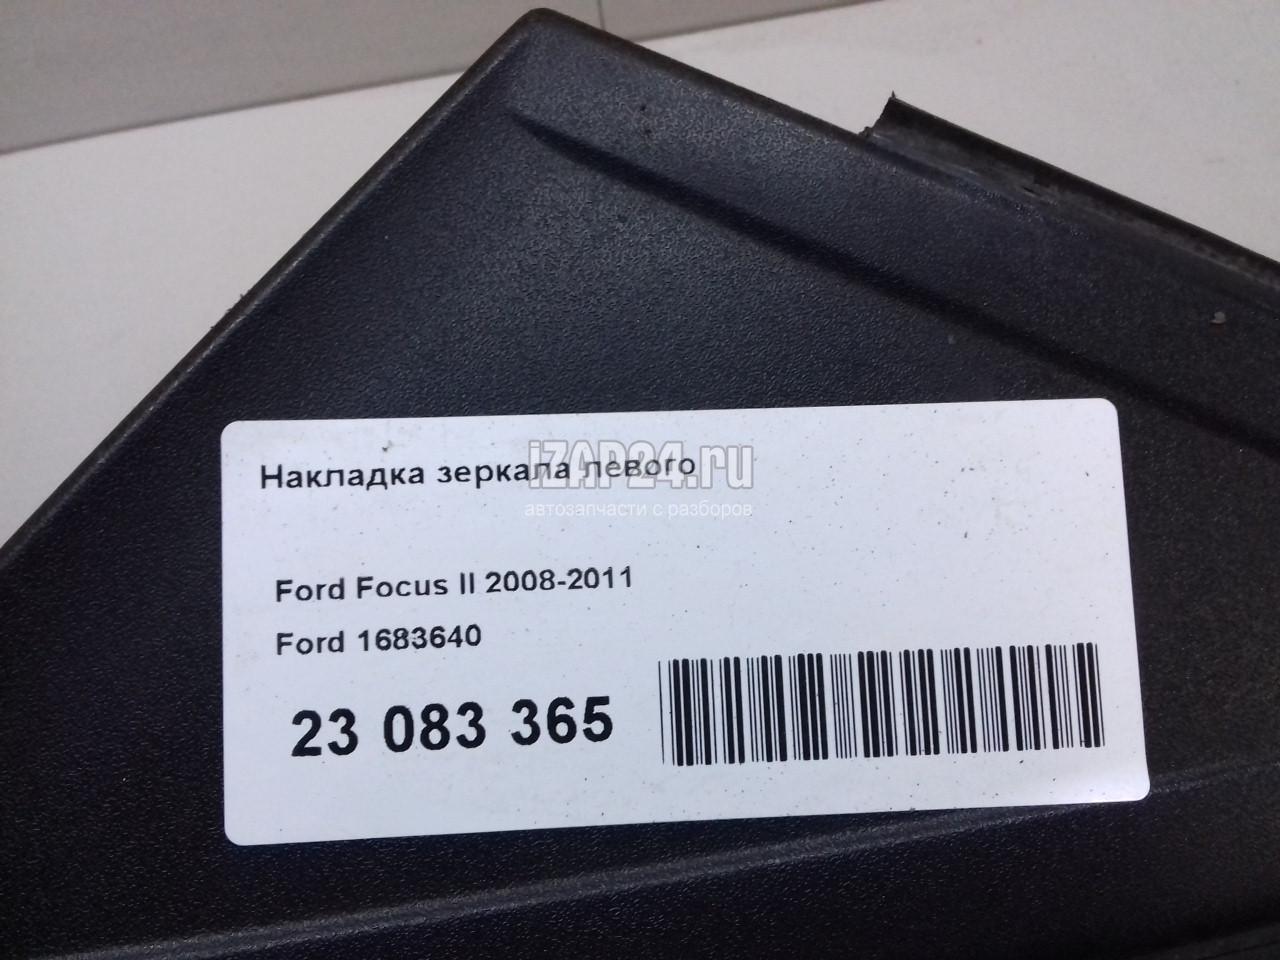 Накладка зеркала левого
iZAP24.ru
автозапчасти с разборов
Ford Focus II 2008-2011
Ford 1683640
23 083 365